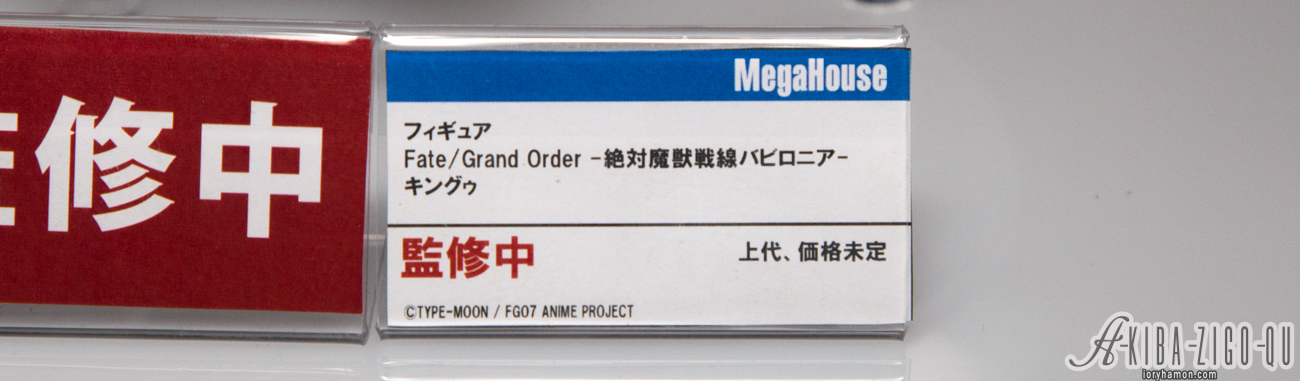 修中
MegaHouse
フィギュア
Fate/Grand Order -絶対魔獣戦線バビロニア-
キングゥ
監修中
上代、価格未定
©TYPE-MOON / FGO7 ANIME PROJECT
A-KIBA-ZIGO-QU
ioryhamon.com